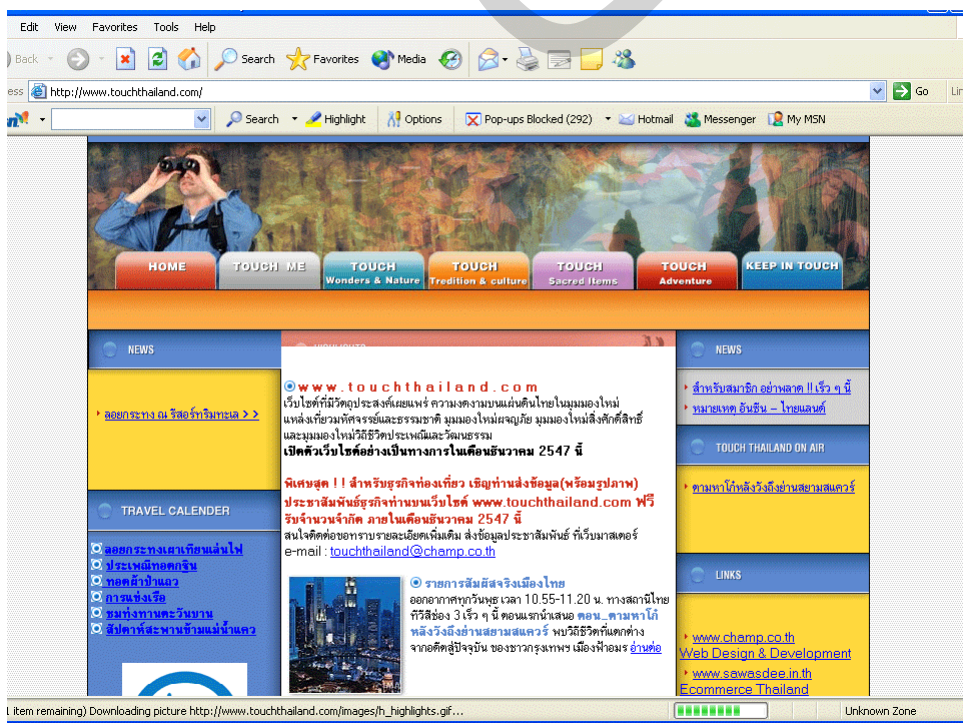 Edit View Favorites Tools Help
Back Search Favorites Media
ess http://www.touchthailand.com/ Go Lin
Search Highlight Options Pop-ups Blocked (292) Hotmail Messenger My MSN
HOME
TOUCH ME
TOUCH
Wonders & Nature
TOUCH
Tredition & culture
TOUCH
Sacred Items
TOUCH
Adventure
KEEP IN TOUCH
NEWS
ลอยกระทง ณ รีสอร์ทริมทะเล > >
TRAVEL CALENDER
ลอยกระทงเผาเทียนเล่นไฟ
ประเพณีทอดกฐิน
ทอดผ้าป่าแถว
การแข่งเรือ
ชมทุ่งทานตะวันบาน
สัปดาห์สะพานข้ามแม่น้ำแคว
HIGHLIGHTS
www.touchthailand.com
เว็บไซต์ที่มีวัตถุประสงค์เผยแพร่ ความงดงามบนแผ่นดินไทยในมุมมองใหม่
แหล่งเที่ยวมหัศจรรย์และธรรมชาติ มุมมองใหม่ผจญภัย มุมมองใหม่สิ่งศักดิ์สิทธิ์
และมุมมองใหม่วิถีชีวิตประเพณีและวัฒนธรรม
เปิดตัวเว็บไซต์อย่างเป็นทางการในเดือนธันวาคม 2547 นี้
พิเศษสุด ! ! สำหรับธุรกิจท่องเที่ยว เชิญท่านส่งข้อมูล(พร้อมรูปภาพ)
ประชาสัมพันธ์ธุรกิจท่านบนเว็บไซต์ www.touchthailand.com ฟรี
รับจำนวนจำกัด ภายในเดือนธันวาคม 2547 นี้
สนใจติดต่อขอทราบรายละเอียดเพิ่มเติม ส่งข้อมูลประชาสัมพันธ์ ที่เว็บมาสเตอร์
e-mail : touchthailand@champ.co.th
รายการสัมผัสจริงเมืองไทย
ออกอากาศทุกวันพุธ เวลา 10.55-11.20 น. ทางสถานีไทย
ทีวีสีช่อง 3 เร็ว ๆ นี้ ตอนแรกนำเสนอ ตอน_ตามหาโก๋
หลังวังถึงย่านสยามสแควร์ พบวิถีชีวิตที่แตกต่าง
จากอดีตสู่ปัจจุบัน ของชาวกรุงเทพฯ เมืองฟ้าอมร อ่านต่อ
NEWS
สำหรับสมาชิก อย่าพลาด !! เร็ว ๆ นี้
หมายเหตุ อันซีน – ไทยแลนด์
TOUCH THAILAND ON AIR
ตามหาโก๋หลังวังถึงย่านสยามสแควร์
LINKS
www.champ.co.th
Web Design & Development
www.sawasdee.in.th
Ecommerce Thailand
1 item remaining) Downloading picture http://www.touchthailand.com/images/h_highlights.gif... Unknown Zone